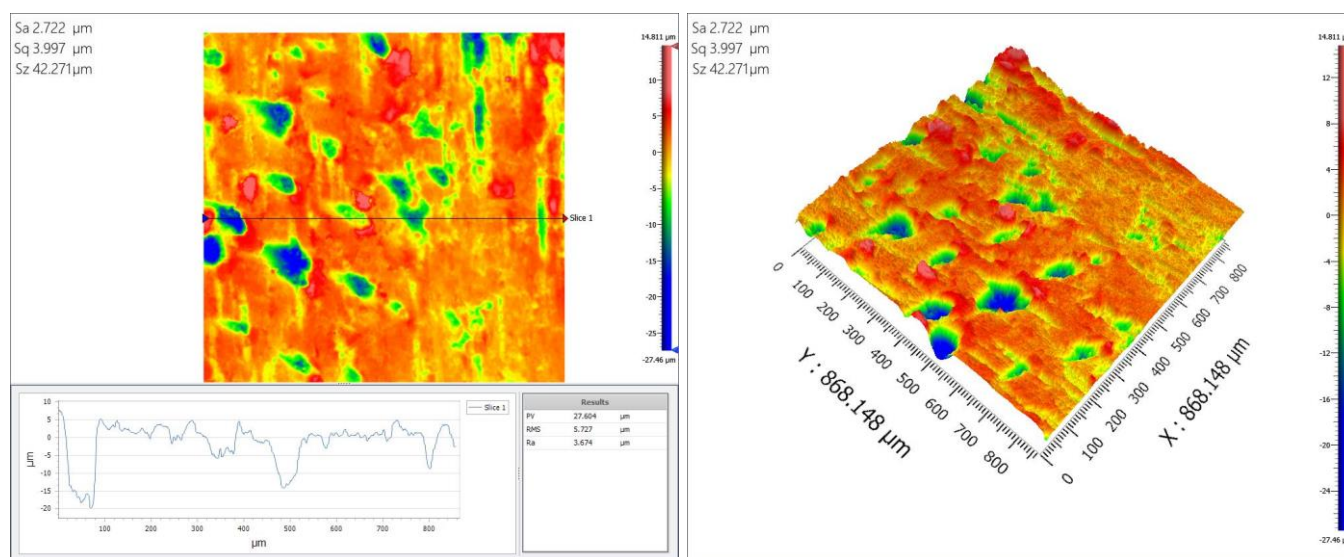 Sa 2.722 µm
Sq 3.997 µm
Sz 42.271µm
14.811 µm
10
5
0
-5
-10
-15
-20
-25
-27.46 µm
Slice 1
10
5
0
-5
-10
-15
-20
µm
100
200
300
400
500
600
700
800
µm
Slice 1
Results
PV 27.604 µm
RMS 5.727 µm
Ra 3.674 µm
Sa 2.722 µm
Sq 3.997 µm
Sz 42.271µm
14.811 µm
12
8
4
0
-4
-8
-12
-16
-20
-24
-27.46
0
100
200
300
400
500
600
700
800
Y : 868.148 µm
0
100
200
300
400
500
600
700
800
X : 868.148 µm